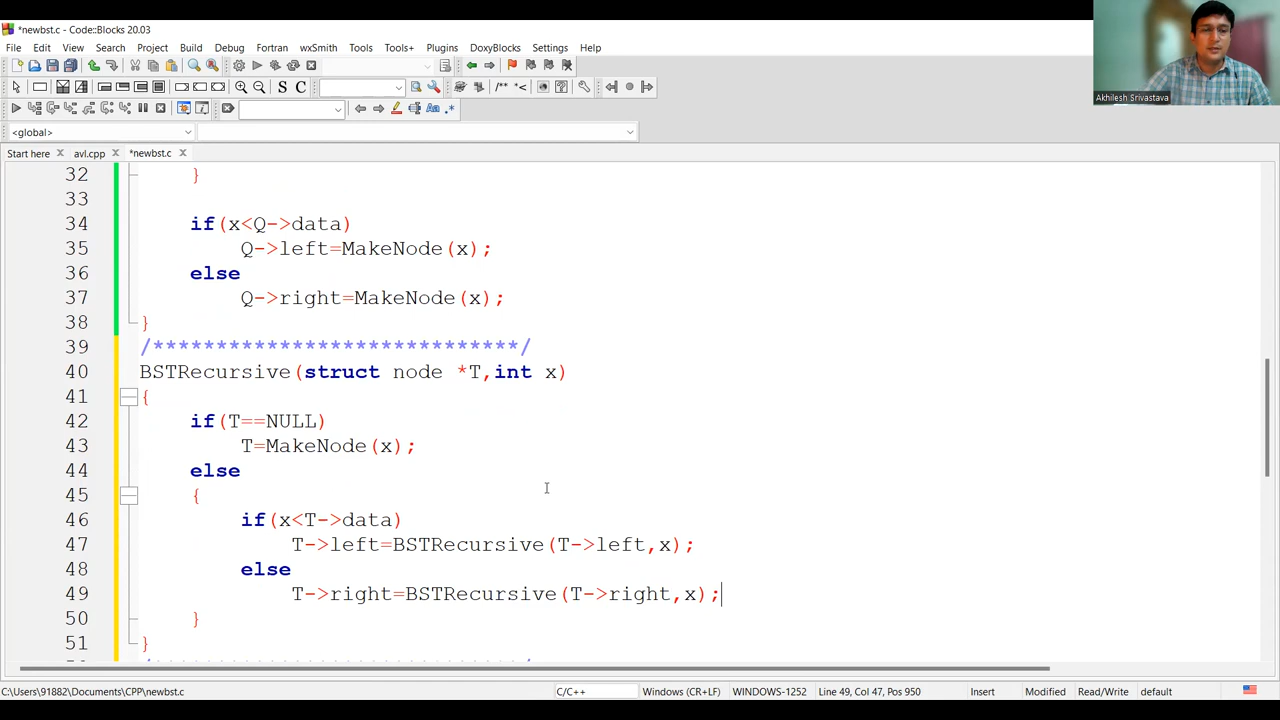 *newbst.c - Code::Blocks 20.03
Akhilesh Srivastava
File Edit View Search Project Build Debug Fortran wxSmith Tools Tools+ Plugins DoxyBlocks Settings Help
S C /** *<
Aa .*
<global>
Start here avl.cpp *newbst.c
32 }
33
34 if(x<Q->data)
35 Q->left=MakeNode(x);
36 else
37 Q->right=MakeNode(x);
38 }
39 /*****************************/
40 BSTRecursive(struct node *T,int x)
41 {
42 if(T==NULL)
43 T=MakeNode(x);
44 else
45 {
46 if(x<T->data)
47 T->left=BSTRecursive(T->left,x);
48 else
49 T->right=BSTRecursive(T->right,x);
50 }
51 }
C:\Users\91882\Documents\CPP\newbst.c C/C++ Windows (CR+LF) WINDOWS-1252 Line 49, Col 47, Pos 950 Insert Modified Read/Write default